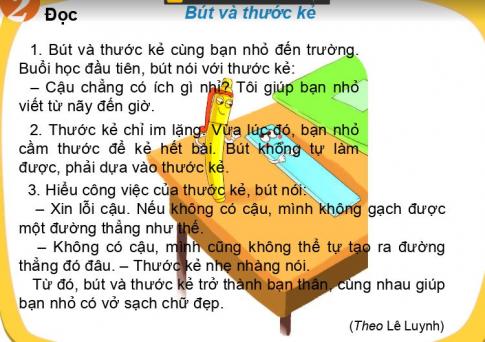 2
Đọc
Bút và thước kẻ
1. Bút và thước kẻ cùng bạn nhỏ đến trường.
Buổi học đầu tiên, bút nói với thước kẻ:
– Cậu chẳng có ích gì nhỉ? Tôi giúp bạn nhỏ
viết từ nãy đến giờ.
2. Thước kẻ chỉ im lặng. Vừa lúc đó, bạn nhỏ
cầm thước để kẻ hết bài. Bút không tự làm
được, phải dựa vào thước kẻ.
3. Hiểu công việc của thước kẻ, bút nói:
– Xin lỗi cậu. Nếu không có cậu, mình không gạch được
một đường thẳng như thế.
– Không có cậu, mình cũng không thể tự tạo ra đường
thẳng đó đâu. – Thước kẻ nhẹ nhàng nói.
Từ đó, bút và thước kẻ trở thành bạn thân, cùng nhau giúp
bạn nhỏ có vở sạch chữ đẹp.
(Theo Lê Luynh)